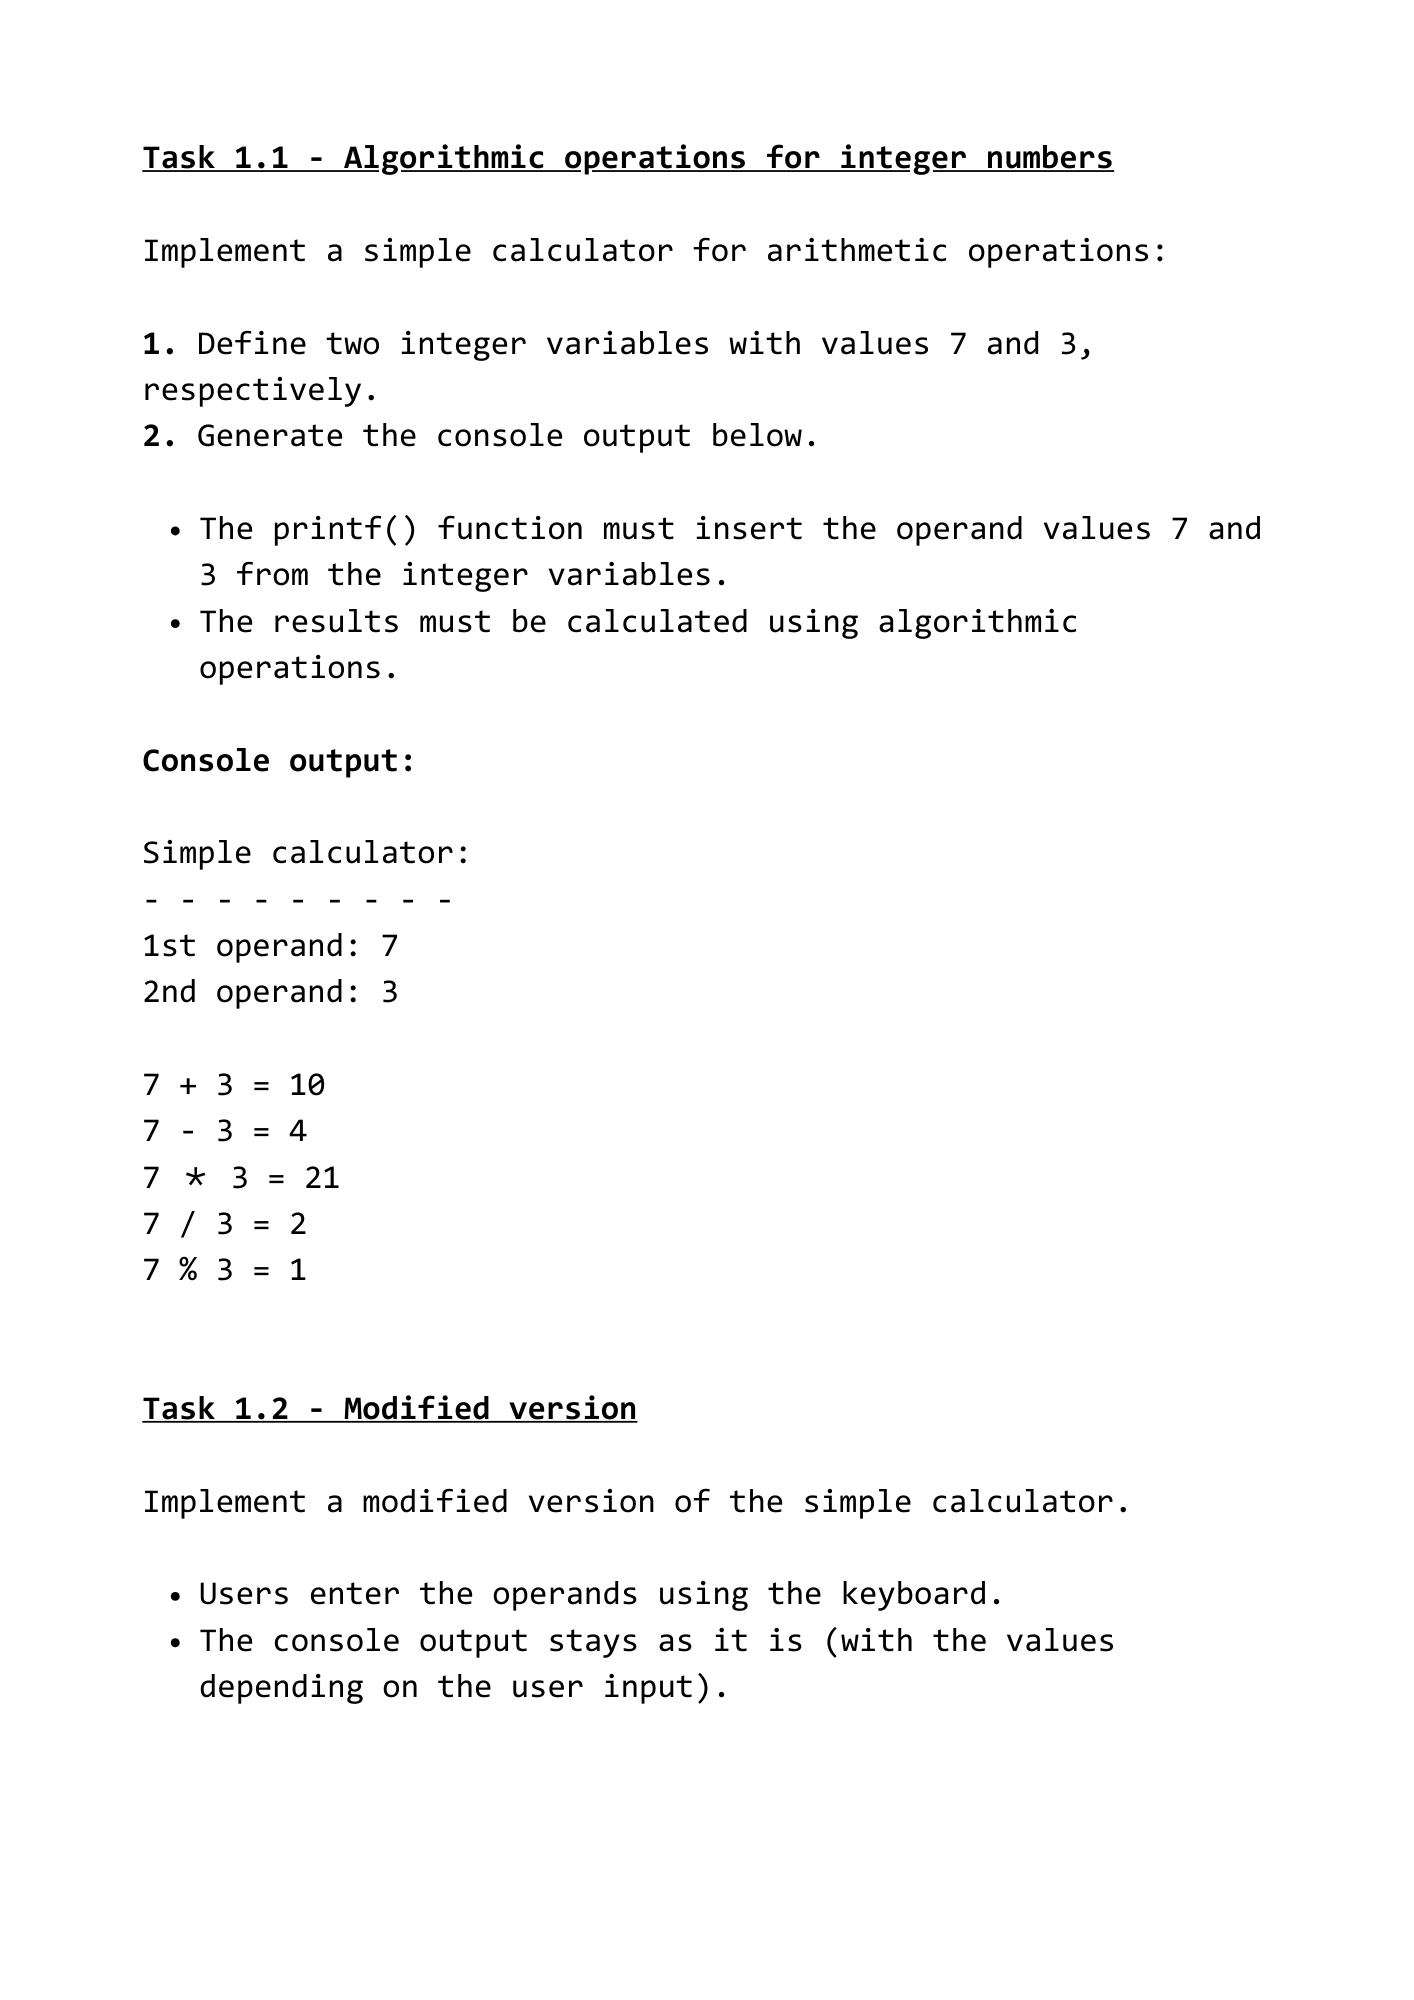 Task 1.1 - Algorithmic operations for integer numbers
Implement a simple calculator for arithmetic operations:
1. Define two integer variables with values 7 and 3,
respectively.
2. Generate the console output below.
• The printf() function must insert the operand values 7 and
3 from the integer variables.
• The results must be calculated using algorithmic
operations.
Console output:
Simple calculator:
- - - - - - - - -
1st operand: 7
2nd operand: 3
7 + 3 = 10
7 - 3 = 4
7 * 3 = 21
7 / 3 = 2
7 % 3 = 1
Task 1.2 - Modified version
Implement a modified version of the simple calculator.
• Users enter the operands using the keyboard.
• The console output stays as it is (with the values
depending on the user input).